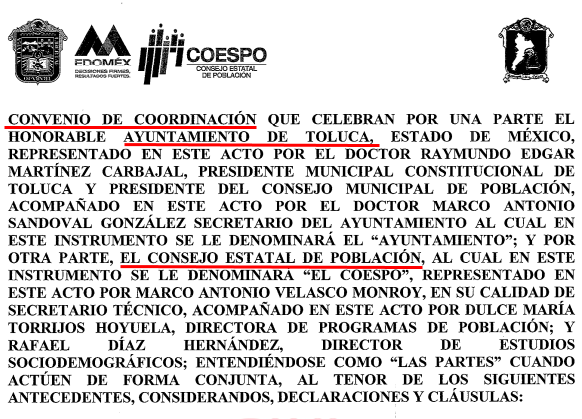 EDOMÉX
DECISIONES FIRMES,
RESULTADOS FUERTES.
COESPO
CONSEJO ESTATAL
DE POBLACIÓN
CONVENIO DE COORDINACIÓN QUE CELEBRAN POR UNA PARTE EL
HONORABLE AYUNTAMIENTO DE TOLUCA, ESTADO DE MÉXICO,
REPRESENTADO EN ESTE ACTO POR EL DOCTOR RAYMUNDO EDGAR
MARTÍNEZ CARBAJAL, PRESIDENTE MUNICIPAL CONSTITUCIONAL DE
TOLUCA Y PRESIDENTE DEL CONSEJO MUNICIPAL DE POBLACIÓN,
ACOMPAÑADO EN ESTE ACTO POR EL DOCTOR MARCO ANTONIO
SANDOVAL GONZÁLEZ SECRETARIO DEL AYUNTAMIENTO AL CUAL EN
ESTE INSTRUMENTO SE LE DENOMINARÁ EL “AYUNTAMIENTO”; Y POR
OTRA PARTE, EL CONSEJO ESTATAL DE POBLACIÓN, AL CUAL EN ESTE
INSTRUMENTO SE LE DENOMINARA “EL COESPO”, REPRESENTADO EN
ESTE ACTO POR MARCO ANTONIO VELASCO MONROY, EN SU CALIDAD DE
SECRETARIO TÉCNICO, ACOMPAÑADO EN ESTE ACTO POR DULCE MARÍA
TORRIJOS HOYUELA, DIRECTORA DE PROGRAMAS DE POBLACIÓN; Y
RAFAEL DÍAZ HERNÁNDEZ, DIRECTOR DE ESTUDIOS
SOCIODEMOGRÁFICOS; ENTENDIÉNDOSE COMO “LAS PARTES” CUANDO
ACTÚEN DE FORMA CONJUNTA, AL TENOR DE LOS SIGUIENTES
ANTECEDENTES, CONSIDERANDOS, DECLARACIONES Y CLÁUSULAS: